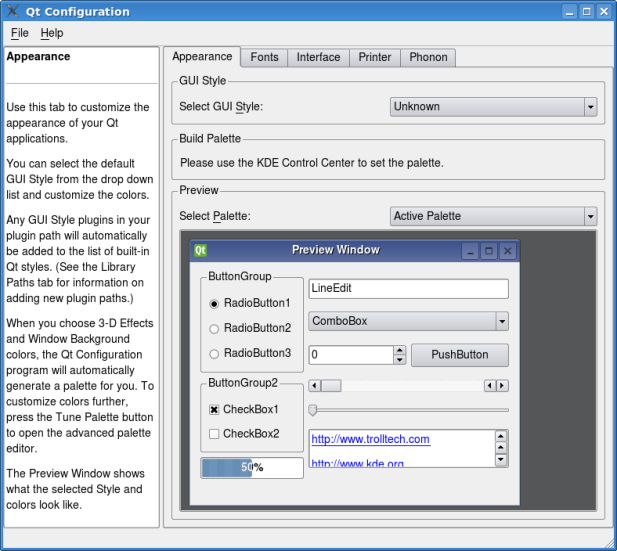 Qt Configuration
File Help
Appearance
Use this tab to customize the
appearance of your Qt
applications.
You can select the default
GUI Style from the drop down
list and customize the colors.
Any GUI Style plugins in your
plugin path will automatically
be added to the list of built-in
Qt styles. (See the Library
Paths tab for information on
adding new plugin paths.)
When you choose 3-D Effects
and Window Background
colors, the Qt Configuration
program will automatically
generate a palette for you. To
customize colors further,
press the Tune Palette button
to open the advanced palette
editor.
The Preview Window shows
what the selected Style and
colors look like.
Appearance Fonts Interface Printer Phonon
GUI Style
Select GUI Style: Unknown
Build Palette
Please use the KDE Control Center to set the palette.
Preview
Select Palette: Active Palette
Qt Preview Window
ButtonGroup
RadioButton1
RadioButton2
RadioButton3
ButtonGroup2
CheckBox1
CheckBox2
50%
LineEdit
ComboBox
0 PushButton
http://www.trolltech.com
http://www.kde.org